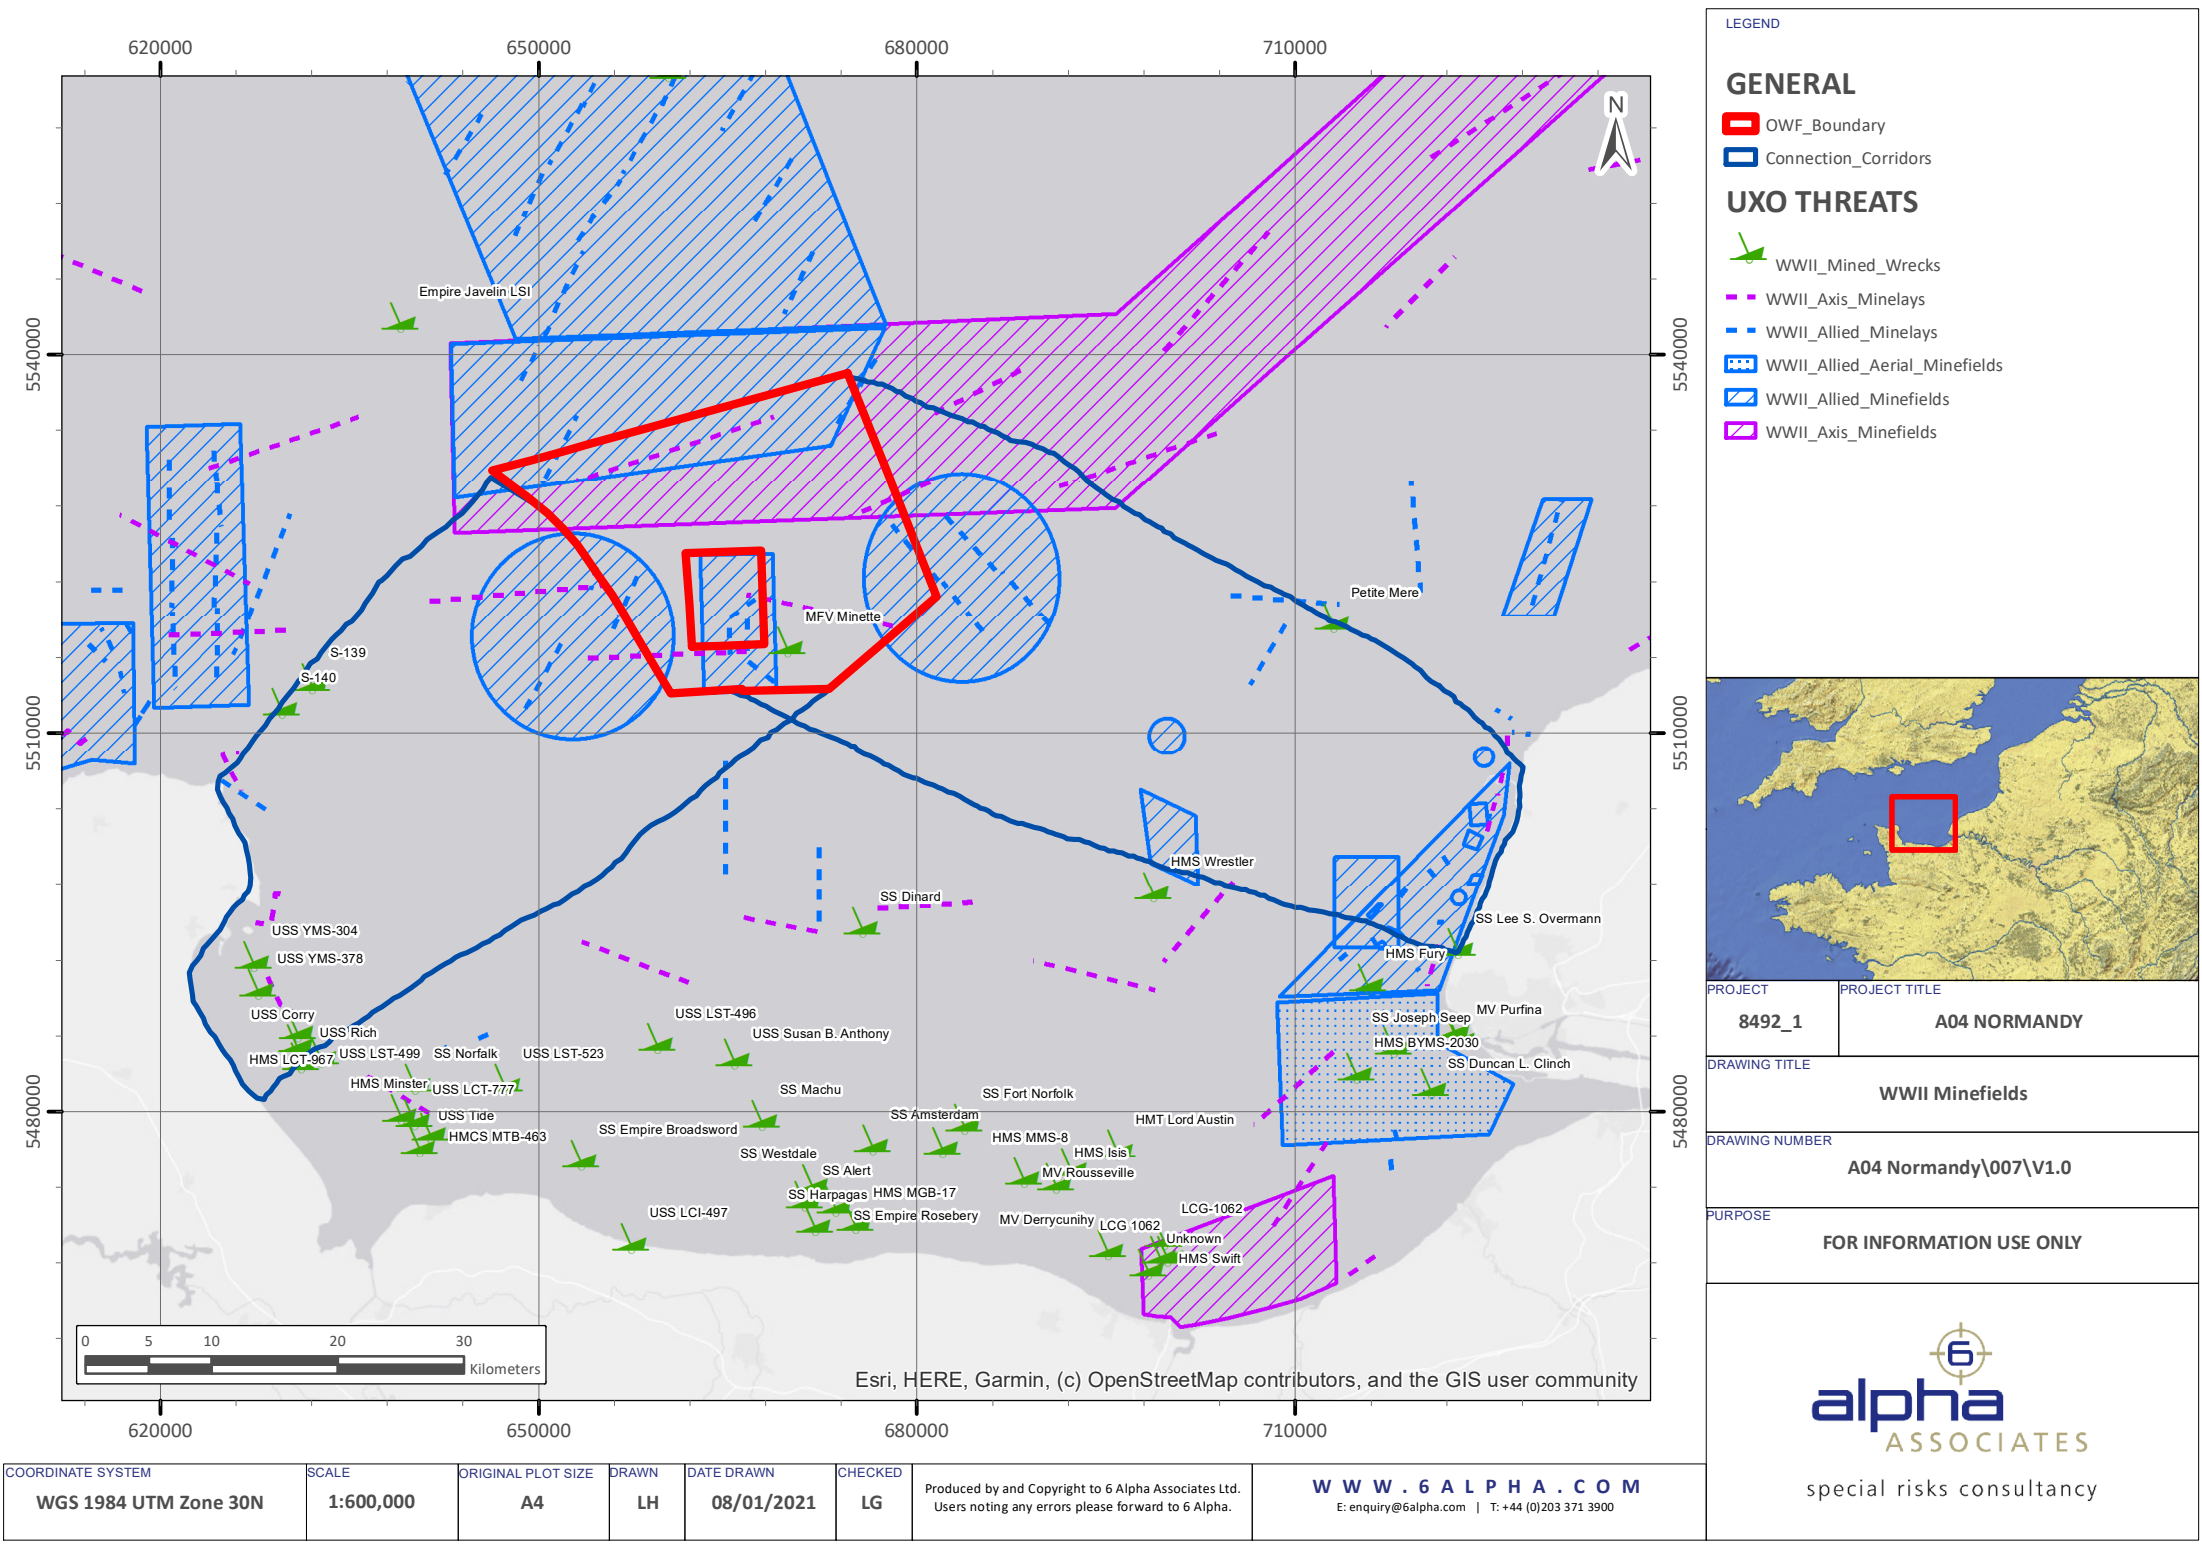 620000
650000
680000
710000
5540000
5510000
5480000
5540000
5510000
5480000
N
Empire Javelin LSI
Petite Mere
MFV Minette
S-139
S-140
HMS Wrestler
SS Dinard
SS Lee S. Overmann
USS YMS-304
HMS Fury
USS YMS-378
USS Corry
USS LST-496
MV Purfina
SS Joseph Seep
USS Rich
USS Susan B. Anthony
HMS BYMS-2030
HMS LCT-967
USS LST-499
SS Norfalk
USS LST-523
SS Duncan L. Clinch
HMS Minster
USS LCT-777
SS Machu
SS Fort Norfolk
USS Tide
SS Amsterdam
HMT Lord Austin
SS Empire Broadsword
HMCS MTB-463
HMS MMS-8
SS Westdale
HMS Isis
SS Alert
MV Rousseville
SS Harpagas
HMS MGB-17
USS LCI-497
SS Empire Rosebery
LCG-1062
MV Derrycunihy
LCG 1062
Unknown
HMS Swift
0 5 10 20 30
Kilometers
Esri, HERE, Garmin, (c) OpenStreetMap contributors, and the GIS user community
620000
650000
680000
710000
LEGEND
GENERAL
OWF_Boundary
Connection_Corridors
UXO THREATS
WWII_Mined_Wrecks
WWII_Axis_Minelays
WWII_Allied_Minelays
WWII_Allied_Aerial_Minefields
WWII_Allied_Minefields
WWII_Axis_Minefields
PROJECT
8492_1
PROJECT TITLE
A04 NORMANDY
DRAWING TITLE
WWII Minefields
DRAWING NUMBER
A04 Normandy\007\V1.0
PURPOSE
FOR INFORMATION USE ONLY
6
alpha
ASSOCIATES
special risks consultancy
COORDINATE SYSTEM
WGS 1984 UTM Zone 30N
SCALE
1:600,000
ORIGINAL PLOT SIZE
A4
DRAWN
LH
DATE DRAWN
08/01/2021
CHECKED
LG
Produced by and Copyright to 6 Alpha Associates Ltd.
Users noting any errors please forward to 6 Alpha.
WWW.6ALPHA.COM
E: enquiry@6alpha.com | T: +44 (0)203 371 3900